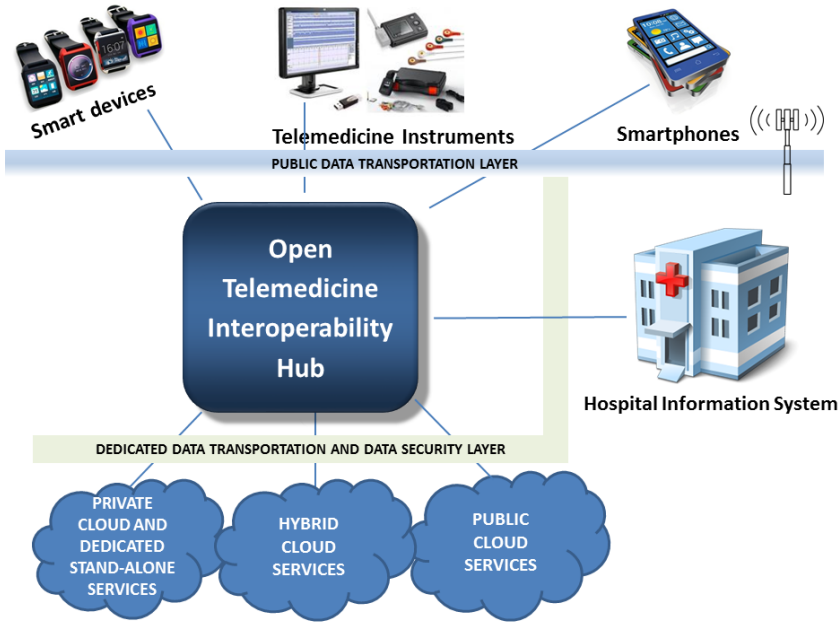 Smart devices
Telemedicine Instruments
Smartphones
PUBLIC DATA TRANSPORTATION LAYER
Open
Telemedicine
Interoperability
Hub
Hospital Information System
DEDICATED DATA TRANSPORTATION AND DATA SECURITY LAYER
PRIVATE
CLOUD AND
DEDICATED
STAND-ALONE
SERVICES
HYBRID
CLOUD
SERVICES
PUBLIC
CLOUD
SERVICES